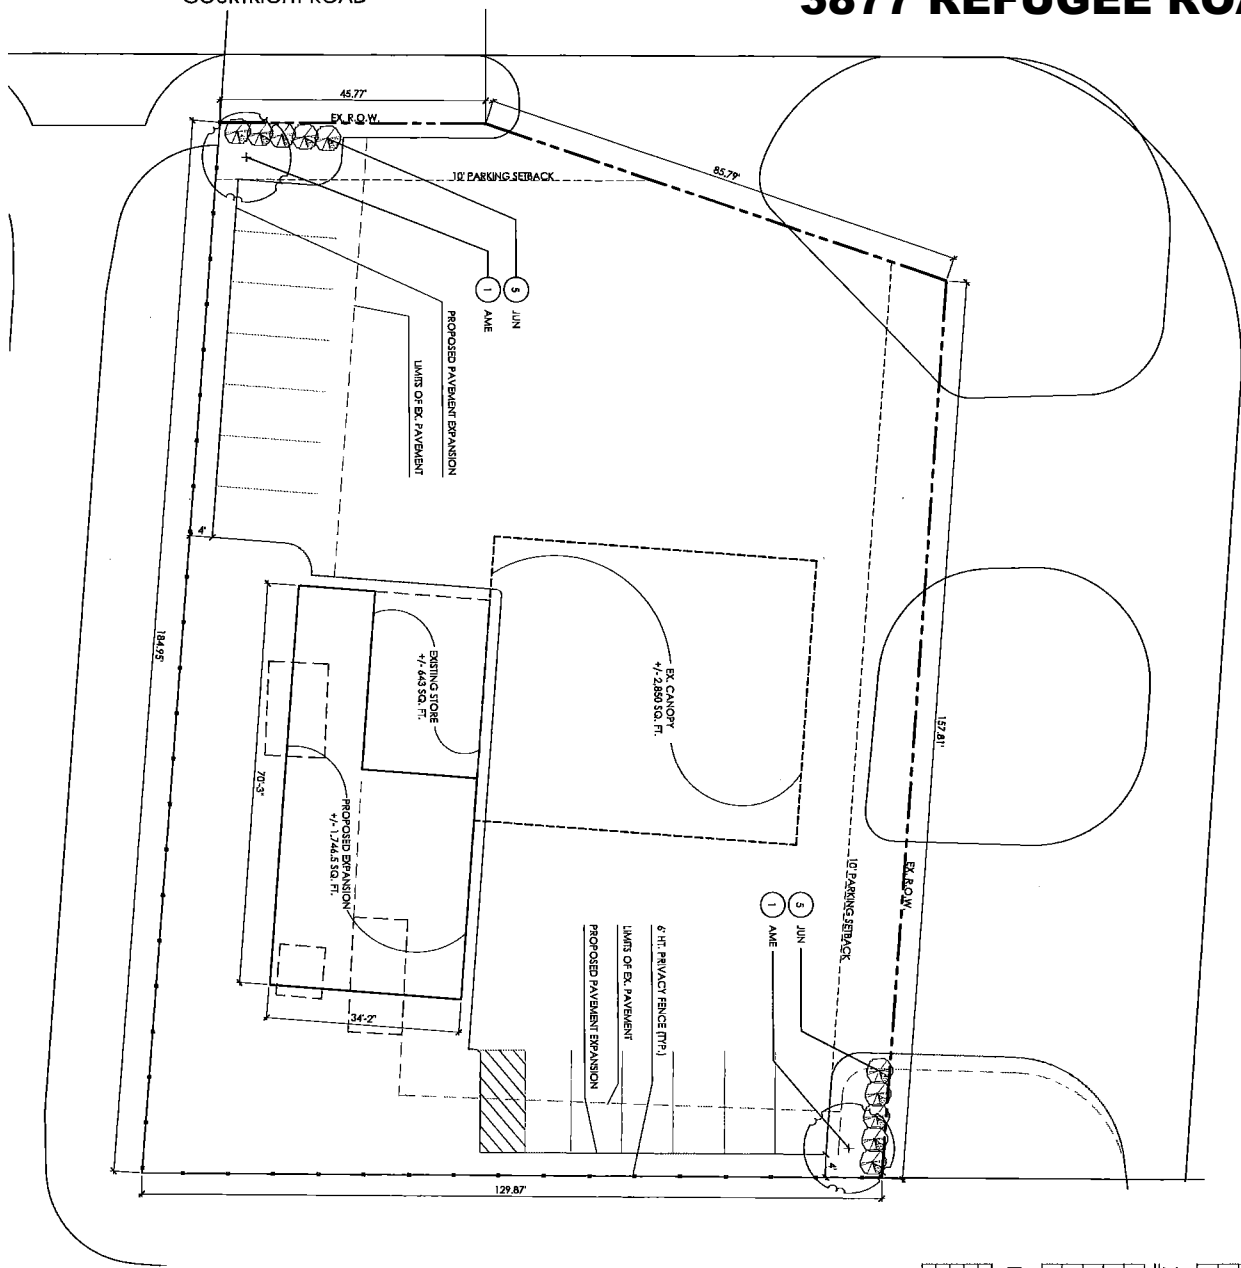 COURTRIGHT ROAD
3877 REFUGEE ROA
45.77'
EX. R.O.W.
10' PARKING SETBACK
85.79'
5
JUN
1
AME
PROPOSED PAVEMENT EXPANSION
LIMITS OF EX. PAVEMENT
4'
184.95'
EXISTING STORE
+/- 643 SQ. FT.
EX. CANOPY
+/- 2,850 SQ. FT.
157.81'
70'-3"
PROPOSED EXPANSION
+/- 1,746.5 SQ. FT.
10' PARKING SETBACK
EX. R.O.W.
5
JUN
1
AME
6' HT. PRIVACY FENCE (TYP.)
LIMITS OF EX. PAVEMENT
PROPOSED PAVEMENT EXPANSION
34'-2"
4'
129.87'